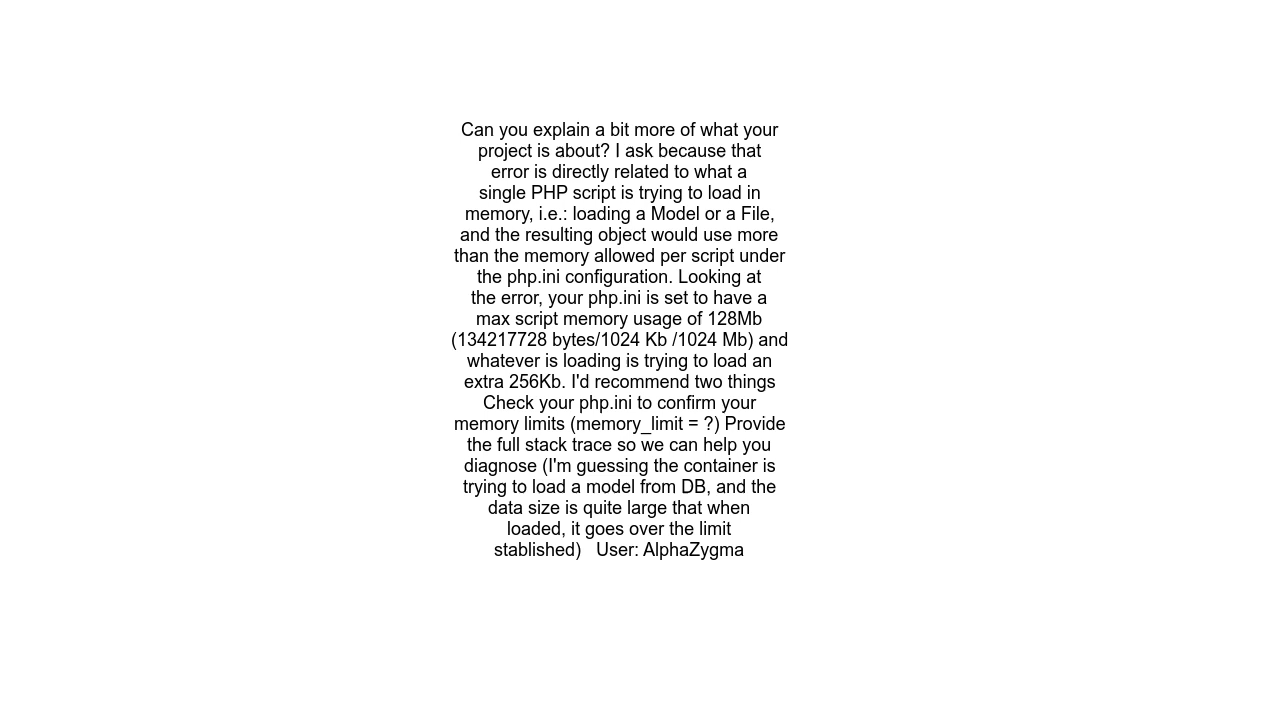 Can you explain a bit more of what your
project is about? I ask because that
error is directly related to what a
single PHP script is trying to load in
memory, i.e.: loading a Model or a File,
and the resulting object would use more
than the memory allowed per script under
the php.ini configuration. Looking at
the error, your php.ini is set to have a
max script memory usage of 128Mb
(134217728 bytes/1024 Kb /1024 Mb) and
whatever is loading is trying to load an
extra 256Kb. I'd recommend two things
Check your php.ini to confirm your
memory limits (memory_limit = ?) Provide
the full stack trace so we can help you
diagnose (I'm guessing the container is
trying to load a model from DB, and the
data size is quite large that when
loaded, it goes over the limit
stablished)   User: AlphaZygma